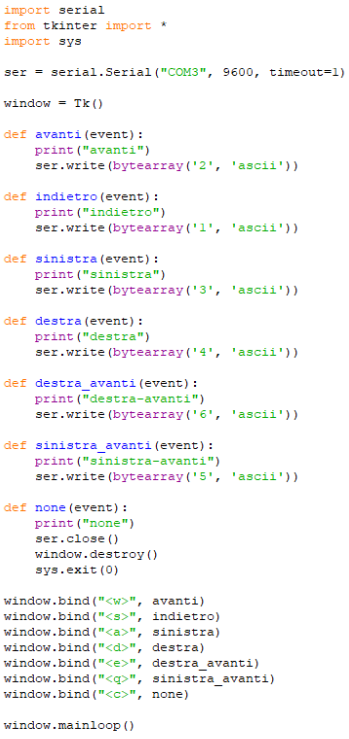 import serial
from tkinter import *
import sys
ser = serial.Serial("COM3", 9600, timeout=1)
window = Tk()
def avanti(event):
    print("avanti")
    ser.write(bytearray('2', 'ascii'))
def indietro(event):
    print("indietro")
    ser.write(bytearray('1', 'ascii'))
def sinistra(event):
    print("sinistra")
    ser.write(bytearray('3', 'ascii'))
def destra(event):
    print("destra")
    ser.write(bytearray('4', 'ascii'))
def destra_avanti(event):
    print("destra-avanti")
    ser.write(bytearray('6', 'ascii'))
def sinistra_avanti(event):
    print("sinistra-avanti")
    ser.write(bytearray('5', 'ascii'))
def none(event):
    print("none")
    ser.close()
    window.destroy()
    sys.exit(0)
window.bind("<w>", avanti)
window.bind("<s>", indietro)
window.bind("<a>", sinistra)
window.bind("<d>", destra)
window.bind("<e>", destra_avanti)
window.bind("<q>", sinistra_avanti)
window.bind("<c>", none)
window.mainloop()